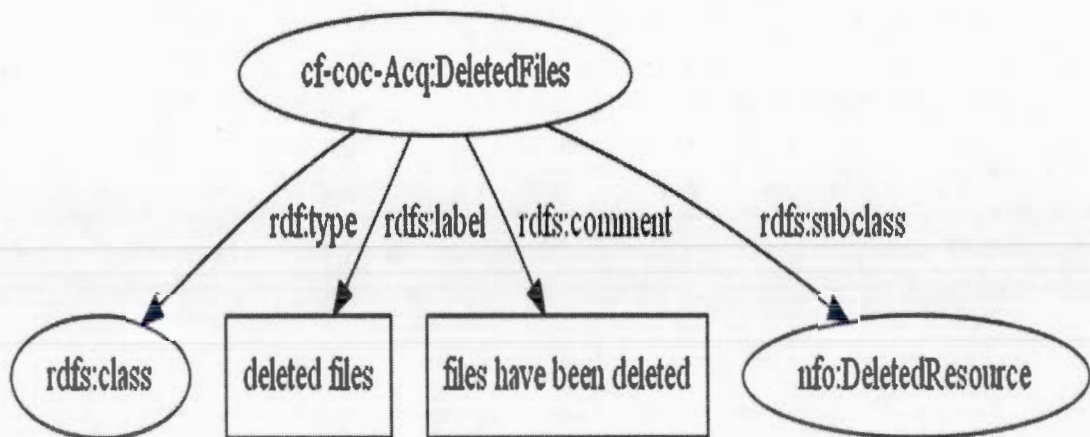 cf-coc-Acq:DeletedFiles
rdf:type
rdfs:label
rdfs:comment
rdfs:subclass
rdfs:class
deleted files
files have been deleted
nfo:DeletedResource